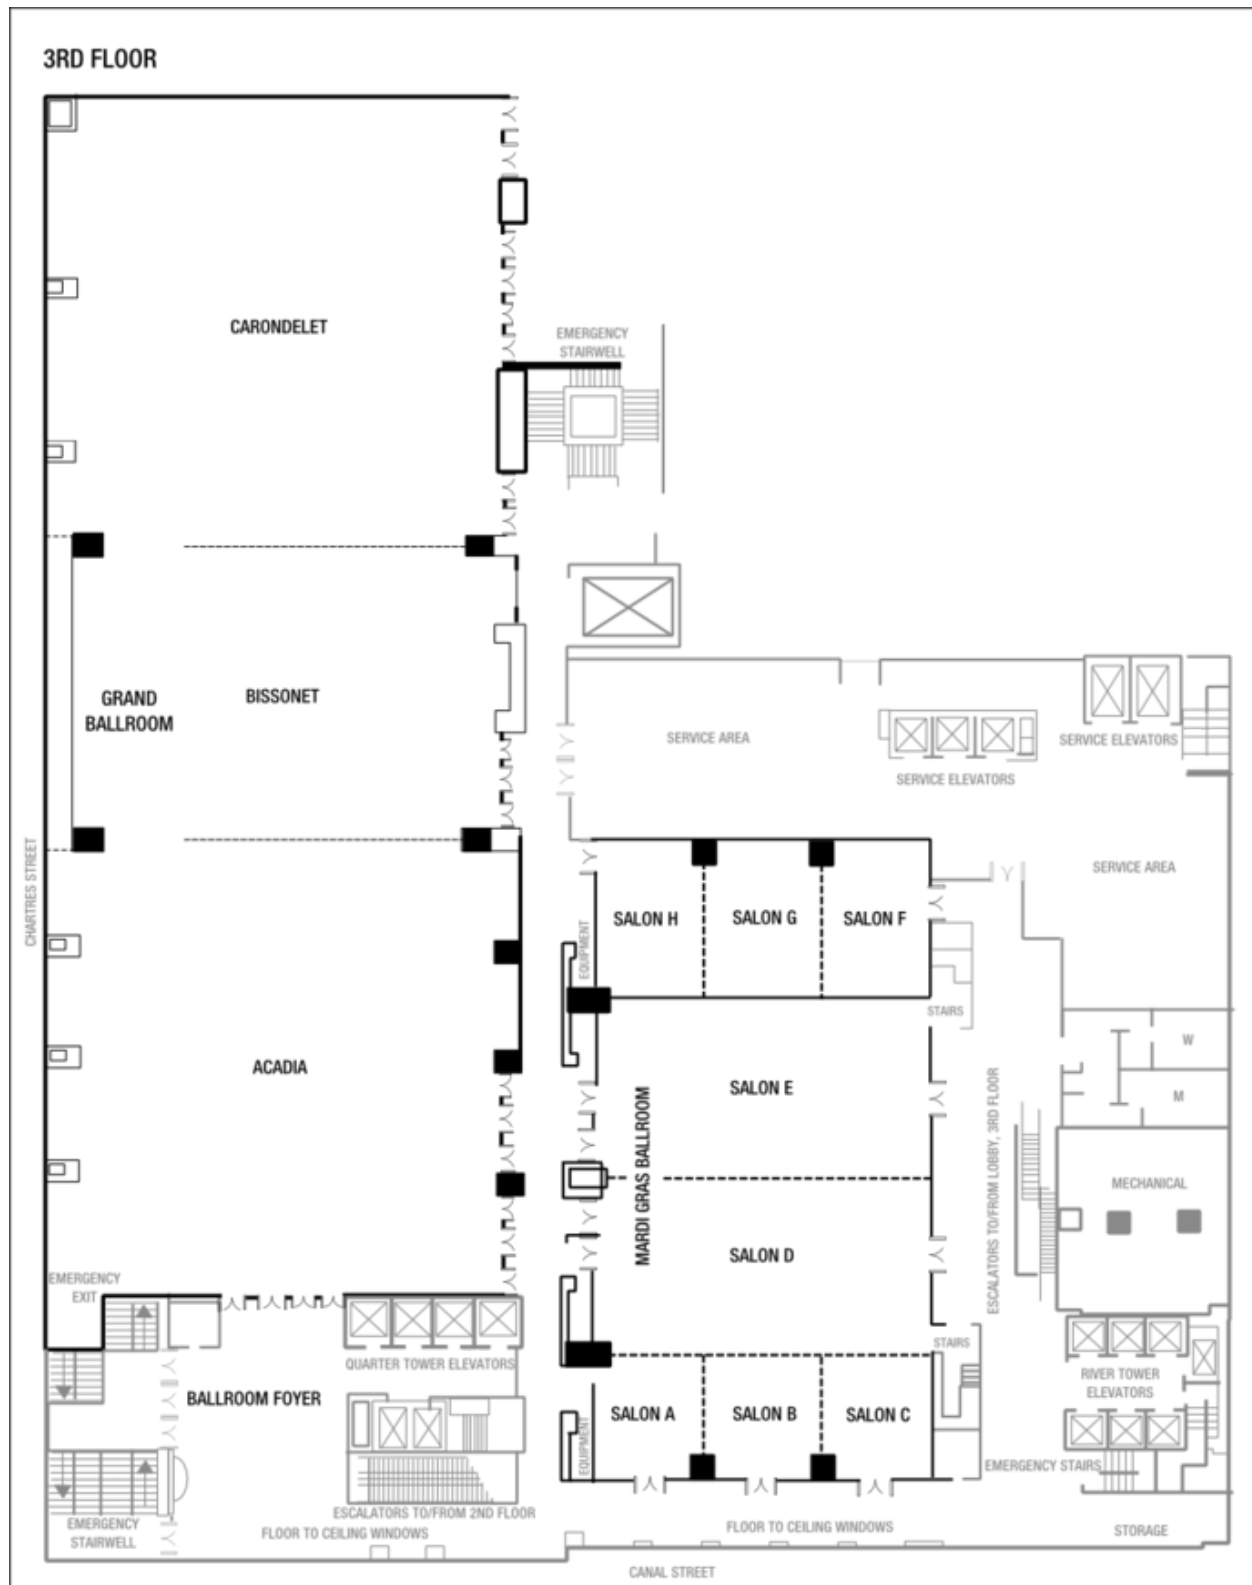 3RD FLOOR
CARONDELET
EMERGENCY
STAIRWELL
GRAND
BALLROOM
BISSONET
SERVICE AREA
SERVICE ELEVATORS
SERVICE ELEVATORS
CHARTRES STREET
SERVICE AREA
EQUIPMENT
SALON H
SALON G
SALON F
STAIRS
W
M
ACADIA
SALON E
MARDI GRAS BALLROOM
ESCALATORS TO/FROM LOBBY, 3RD FLOOR
MECHANICAL
SALON D
EMERGENCY
EXIT
QUARTER TOWER ELEVATORS
STAIRS
RIVER TOWER
ELEVATORS
BALLROOM FOYER
SALON A
SALON B
SALON C
EQUIPMENT
EMERGENCY STAIRS
ESCALATORS TO/FROM 2ND FLOOR
EMERGENCY
STAIRWELL
FLOOR TO CEILING WINDOWS
FLOOR TO CEILING WINDOWS
STORAGE
CANAL STREET